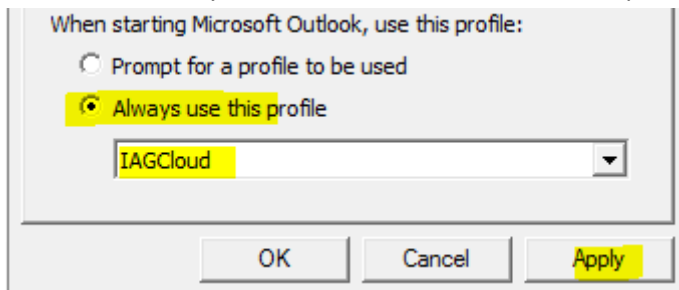 When starting Microsoft Outlook, use this profile:
Prompt for a profile to be used
Always use this profile
IAGCloud
OK Cancel Apply